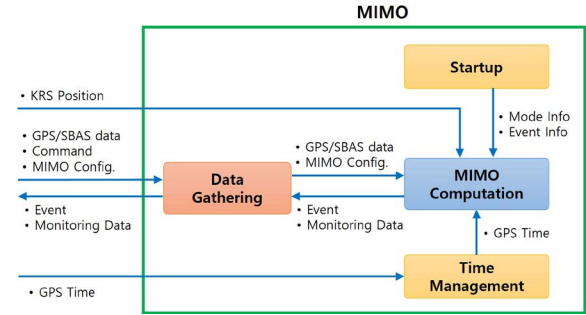 MIMO
Startup
• KRS Position
• Mode Info
• Event Info
• GPS/SBAS data
• Command
• MIMO Config.
• GPS/SBAS data
• MIMO Config.
Data
Gathering
MIMO
Computation
• Event
• Monitoring Data
• Event
• Monitoring Data
• GPS Time
Time
Management
• GPS Time